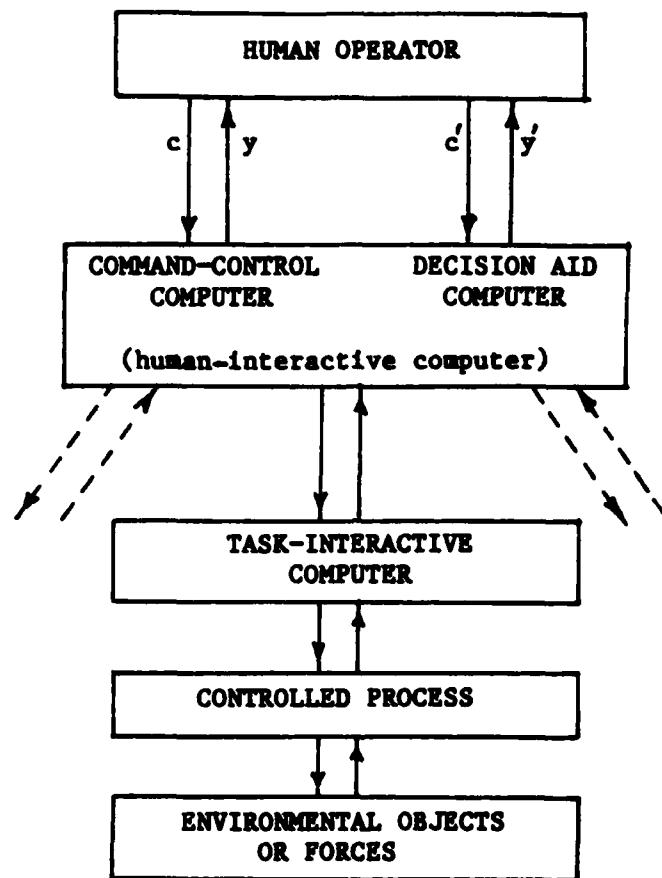 HUMAN OPERATOR
c y c' y'
COMMAND-CONTROL DECISION AID
COMPUTER COMPUTER
(human-interactive computer)
TASK-INTERACTIVE
COMPUTER
CONTROLLED PROCESS
ENVIRONMENTAL OBJECTS
OR FORCES